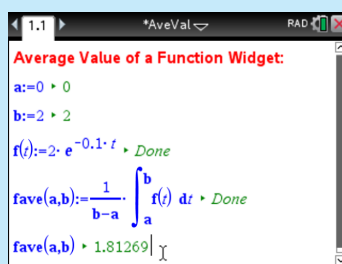 1.1 *AveVal RAD
Average Value of a Function Widget:
a:=0 ▸ 0
b:=2 ▸ 2
f(t):=2· e^-0.1· t ▸ Done
fave(a,b):= 1/(b-a) · ∫_a^b f(t) dt ▸ Done
fave(a,b) ▸ 1.81269